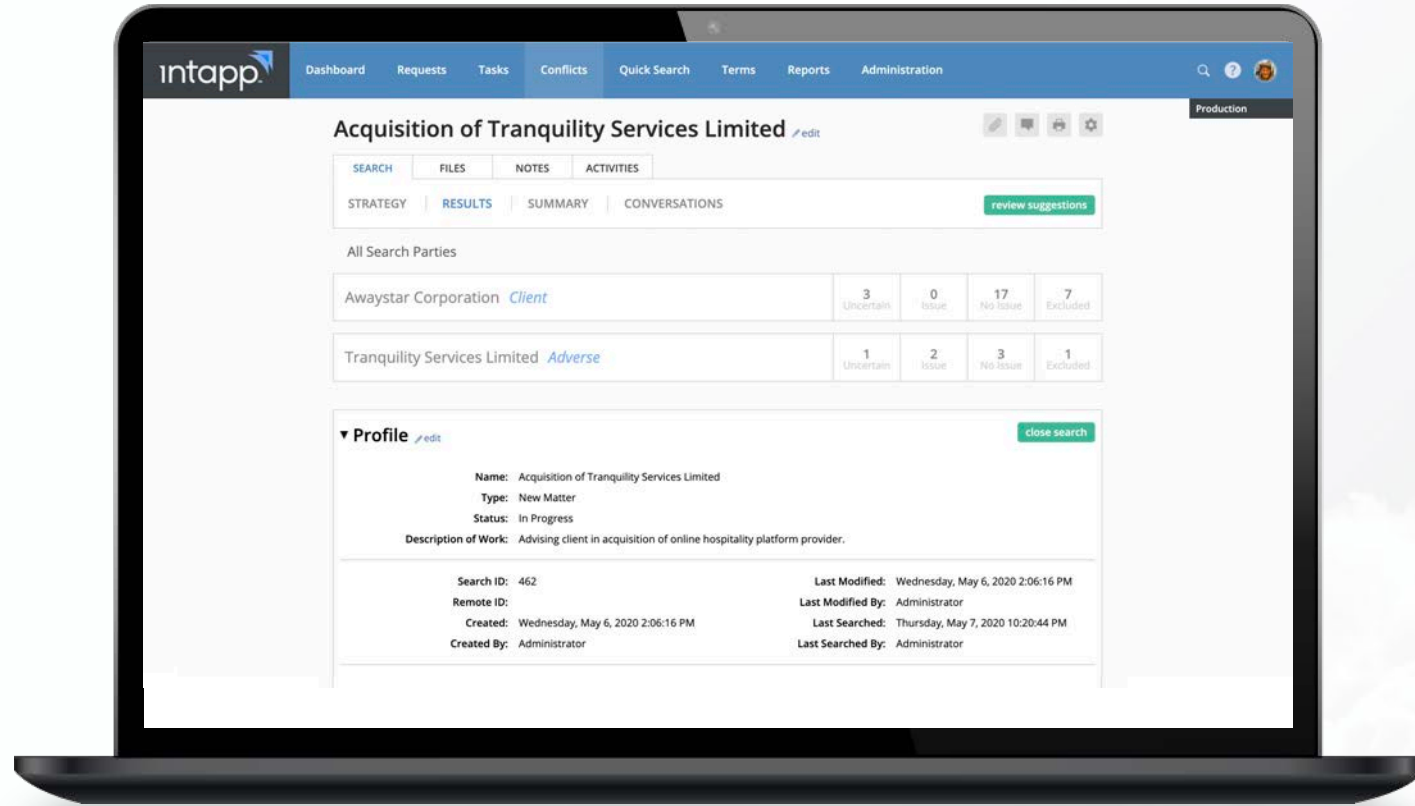 ıntapp.
Dashboard Requests Tasks Conflicts Quick Search Terms Reports Administration ?
Production
Acquisition of Tranquility Services Limited edit
SEARCH FILES NOTES ACTIVITIES
STRATEGY RESULTS SUMMARY CONVERSATIONS review suggestions
All Search Parties
Awaystar Corporation Client 3 0 17 7
Uncertain Issue No Issue Excluded
Tranquility Services Limited Adverse 1 2 3 1
Uncertain Issue No Issue Excluded
Profile edit close search
Name: Acquisition of Tranquility Services Limited
Type: New Matter
Status: In Progress
Description of Work: Advising client in acquisition of online hospitality platform provider.
Search ID: 462 Last Modified: Wednesday, May 6, 2020 2:06:16 PM
Remote ID: Last Modified By: Administrator
Created: Wednesday, May 6, 2020 2:06:16 PM Last Searched: Thursday, May 7, 2020 10:20:44 PM
Created By: Administrator Last Searched By: Administrator